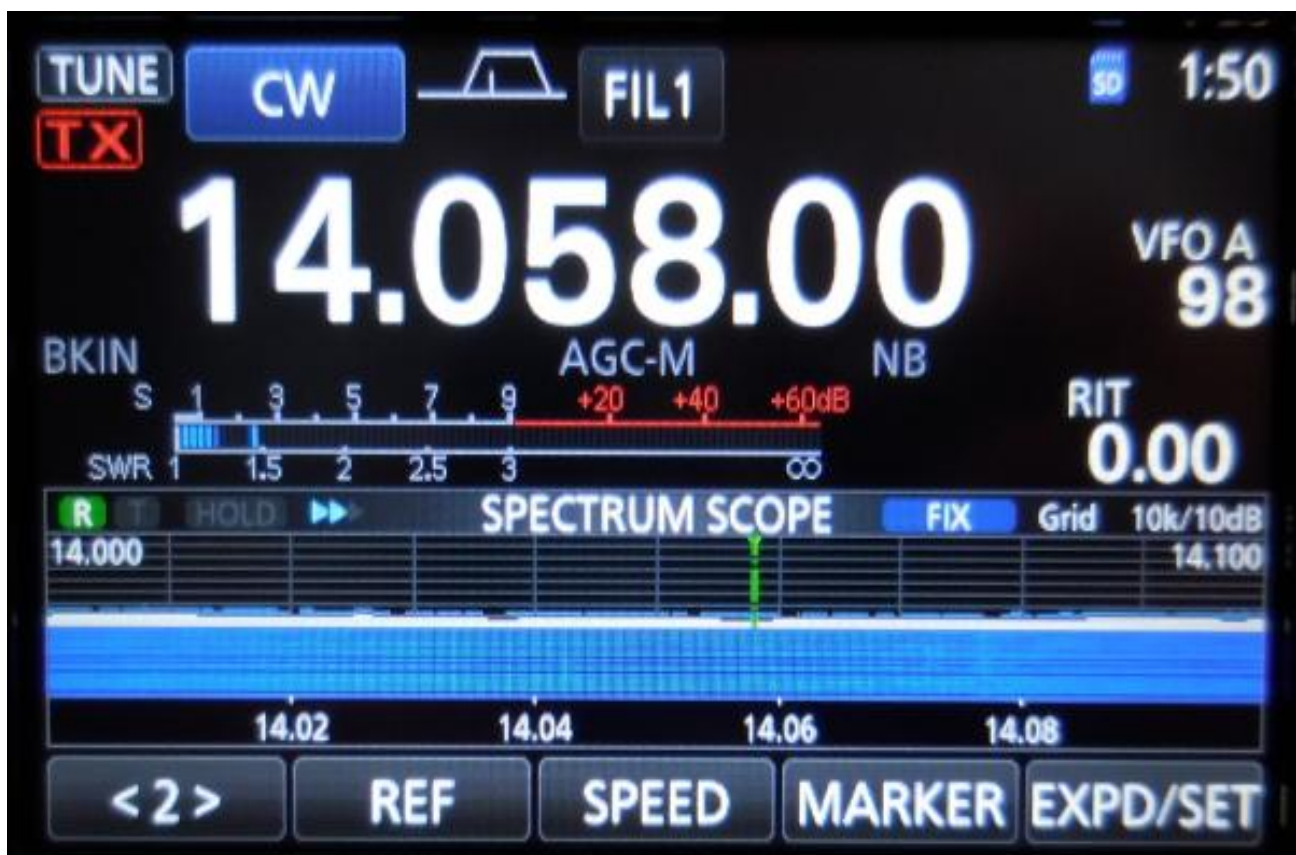 TUNE CW FIL1 SD 1:50
TX
14.058.00
VFO A
98
BKIN AGC-M NB
S 1 3 5 7 9 +20 +40 +60dB
RIT
0.00
SWR 1 1.5 2 2.5 3 ∞
R T HOLD SPECTRUM SCOPE FIX Grid 10k/10dB
14.000 14.100
14.02 14.04 14.06 14.08
<2> REF SPEED MARKER EXPD/SET